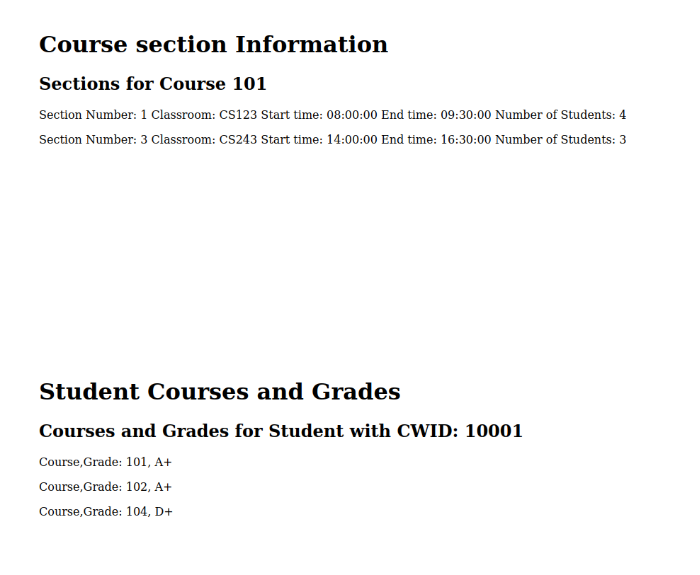 Course section Information
Sections for Course 101
Section Number: 1 Classroom: CS123 Start time: 08:00:00 End time: 09:30:00 Number of Students: 4
Section Number: 3 Classroom: CS243 Start time: 14:00:00 End time: 16:30:00 Number of Students: 3
Student Courses and Grades
Courses and Grades for Student with CWID: 10001
Course,Grade: 101, A+
Course,Grade: 102, A+
Course,Grade: 104, D+